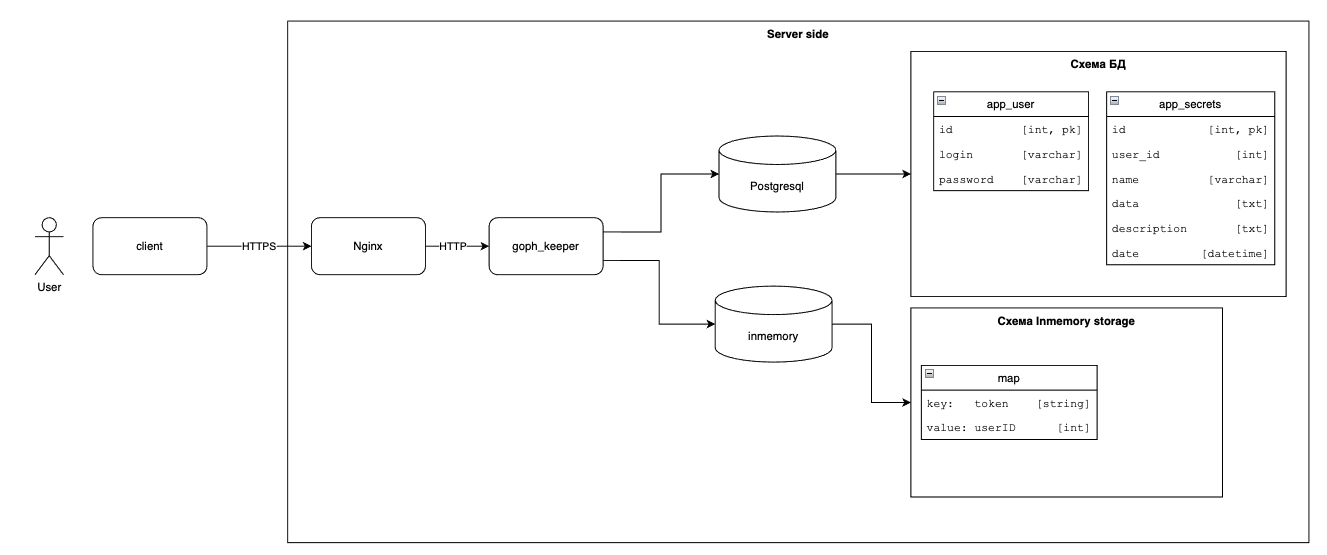 Server side
User
client
HTTPS
Nginx
HTTP
goph_keeper
Postgresql
inmemory
Схема БД
app_user
id [int, pk]
login [varchar]
password [varchar]
app_secrets
id [int, pk]
user_id [int]
name [varchar]
data [txt]
description [txt]
date [datetime]
Схема Inmemory storage
map
key: token [string]
value: userID [int]